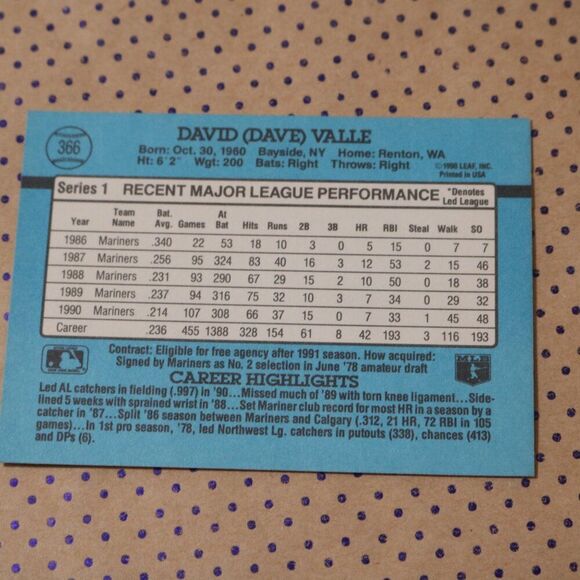 366
DAVID (DAVE) VALLE
Born: Oct. 30, 1960 Bayside, NY Home: Renton, WA
Ht: 6' 2" Wgt: 200 Bats: Right Throws: Right
©1990 LEAF, INC.
Printed in USA
Series 1 RECENT MAJOR LEAGUE PERFORMANCE *Denotes
Led League
Year Team Name Bat. Avg. Games At Bat Hits Runs 2B 3B HR RBI Steal Walk SO
1986 Mariners .340 22 53 18 10 3 0 5 15 0 7 7
1987 Mariners .256 95 324 83 40 16 3 12 53 2 15 46
1988 Mariners .231 93 290 67 29 15 2 10 50 0 18 38
1989 Mariners .237 94 316 75 32 10 3 7 34 0 29 32
1990 Mariners .214 107 308 66 37 15 0 7 33 1 45 48
Career .236 455 1388 328 154 61 8 42 193 3 116 193
Contract: Eligible for free agency after 1991 season. How acquired:
Signed by Mariners as No. 2 selection in June '78 amateur draft
MLB
CAREER HIGHLIGHTS
Led AL catchers in fielding (.997) in '90...Missed much of '89 with torn knee ligament...Side-
lined 5 weeks with sprained wrist in '88...Set Mariner club record for most HR in a season by a
catcher in '87...Split '86 season between Mariners and Calgary (.312, 21 HR, 72 RBI in 105
games)...In 1st pro season, '78, led Northwest Lg. catchers in putouts (338), chances (413)
and DPs (6).